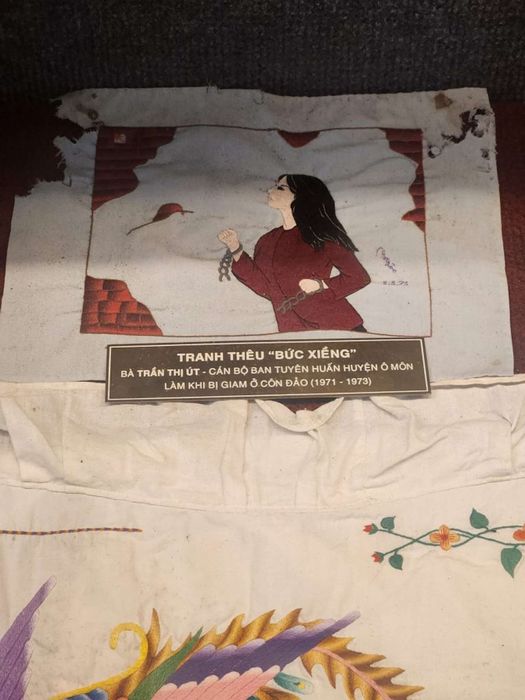 TRANH THÊU "BỨC XIỀNG"
BÀ TRẦN THỊ ÚT - CÁN BỘ BAN TUYÊN HUẤN HUYỆN Ô MÔN
LÀM KHI BỊ GIAM Ở CÔN ĐẢO (1971 - 1973)